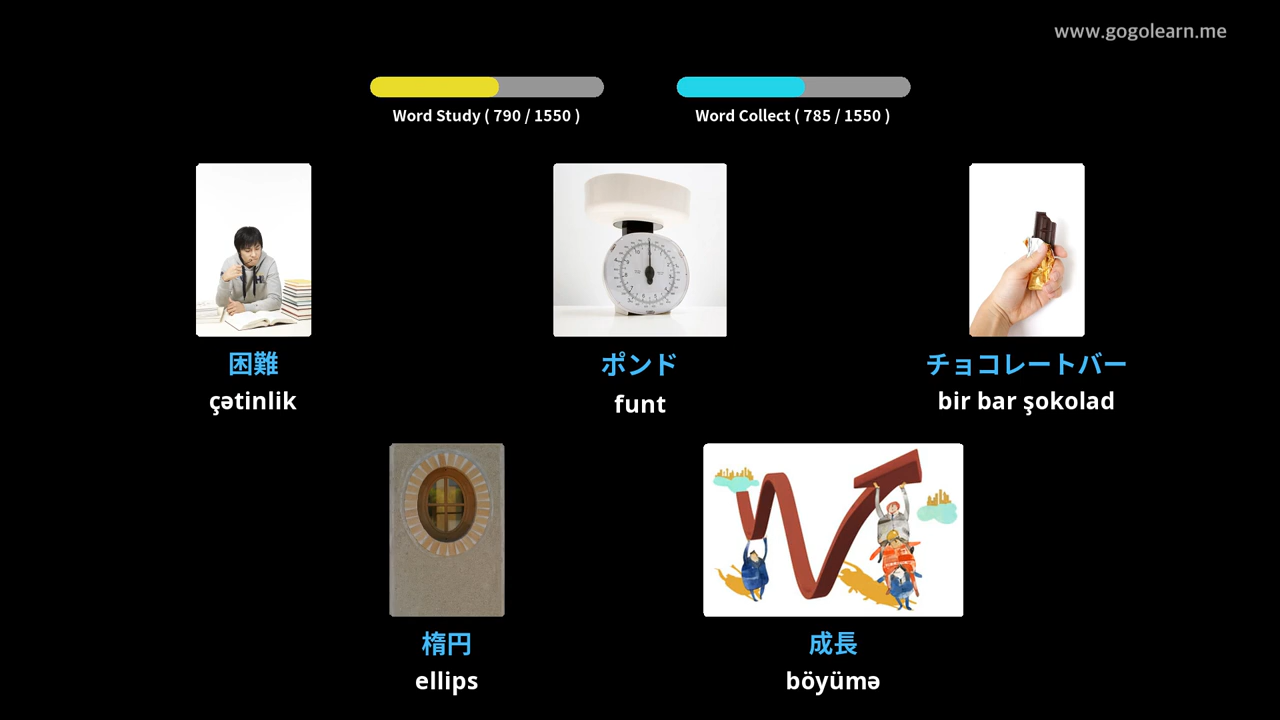 www.gogolearn.me
Word Study ( 790 / 1550 )
Word Collect ( 785 / 1550 )
困難
çətinlik
ポンド
funt
チョコレートバー
bir bar şokolad
楕円
ellips
成長
böyümə